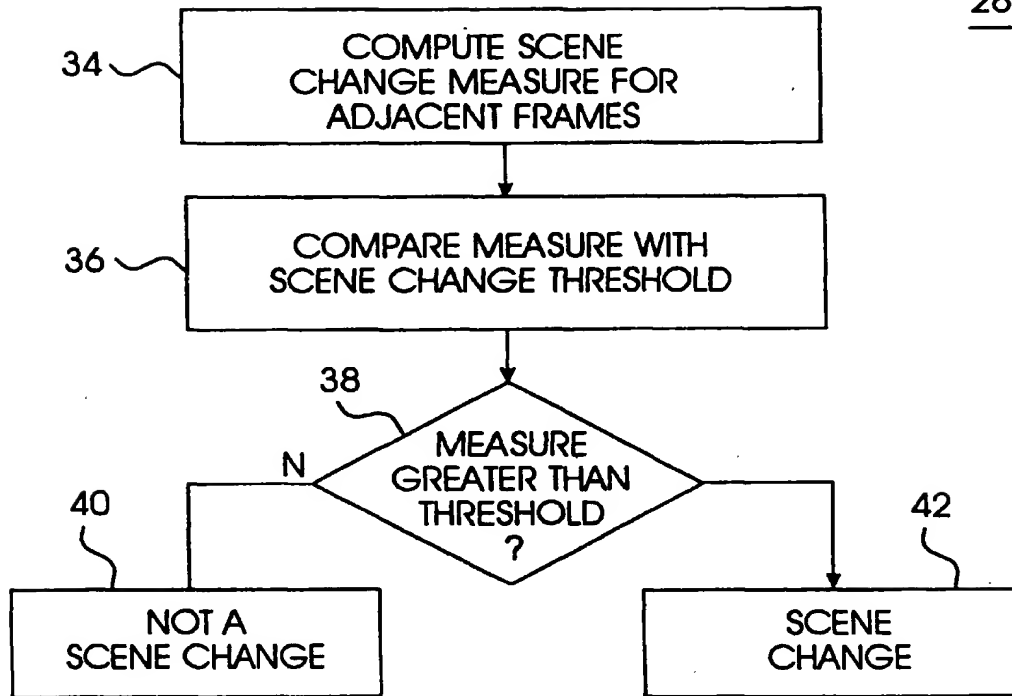 28
34
COMPUTE SCENE
CHANGE MEASURE FOR
ADJACENT FRAMES
36
COMPARE MEASURE WITH
SCENE CHANGE THRESHOLD
38
MEASURE
GREATER THAN
THRESHOLD
?
N
40
NOT A
SCENE CHANGE
42
SCENE
CHANGE